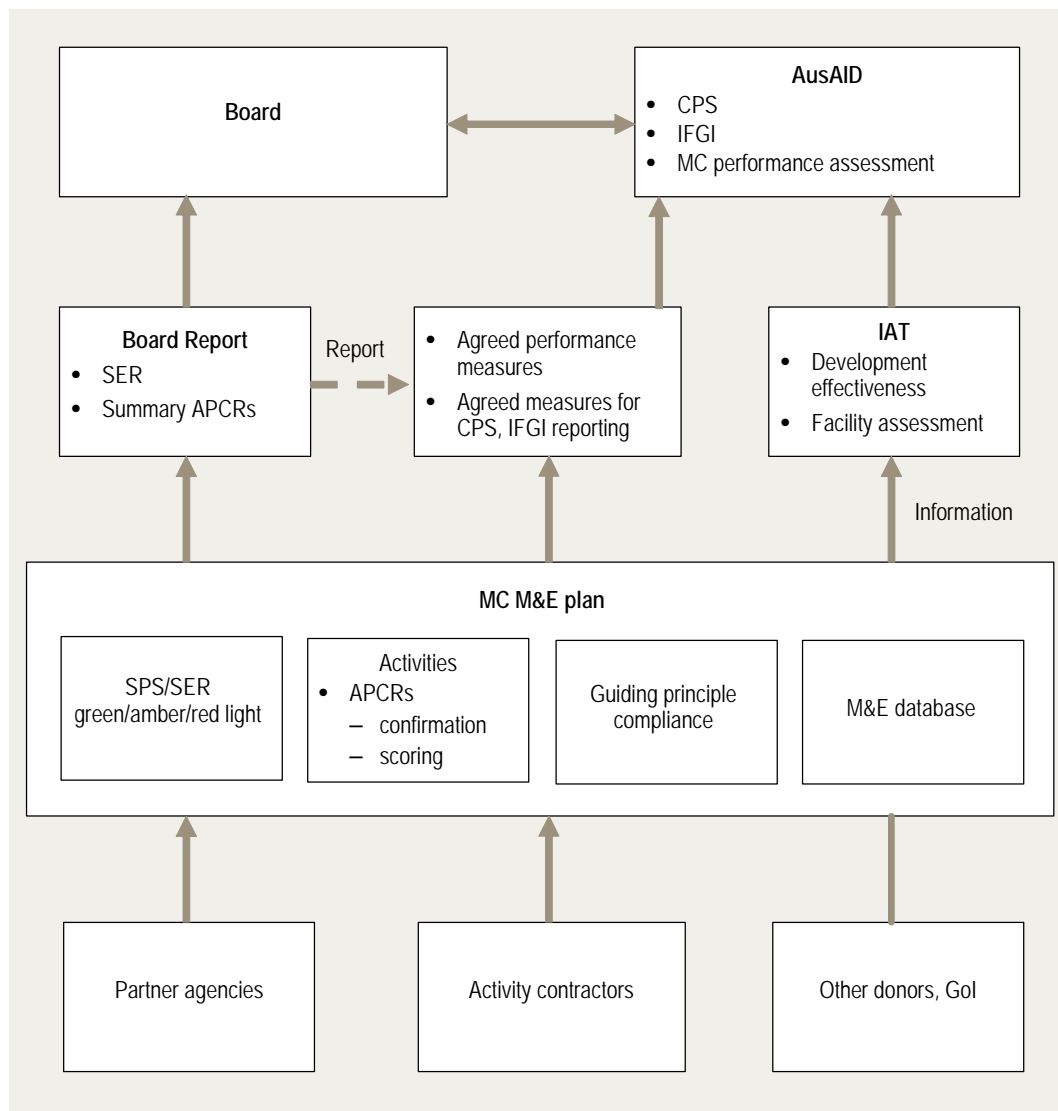 Board
AusAID
• CPS
• IFGI
• MC performance assessment
Board Report
• SER
• Summary APCRs
Report
• Agreed performance
measures
• Agreed measures for
CPS, IFGI reporting
IAT
• Development
effectiveness
• Facility assessment
Information
MC M&E plan
SPS/SER
green/amber/red light
Activities
• APCRs
– confirmation
– scoring
Guiding principle
compliance
M&E database
Partner agencies
Activity contractors
Other donors, GoI